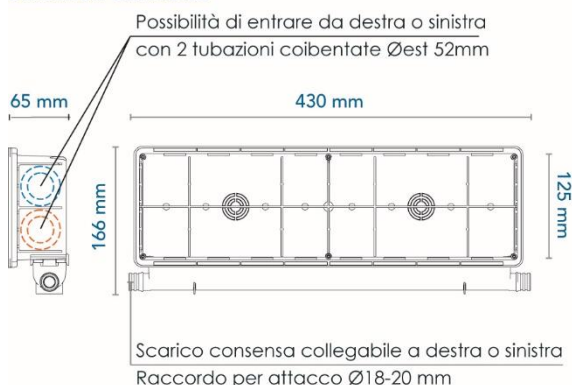 Possibilità di entrare da destra o sinistra
con 2 tubazioni coibentate Øest 52mm
65 mm
430 mm
166 mm
125 mm
Scarico consensa collegabile a destra o sinistra
Raccordo per attacco Ø18-20 mm